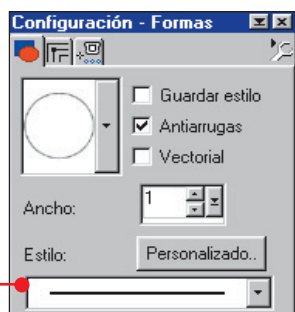 Configuración - Formas
Guardar estilo
Antiarrugas
Vectorial
Ancho:
1
Estilo:
Personalizado..